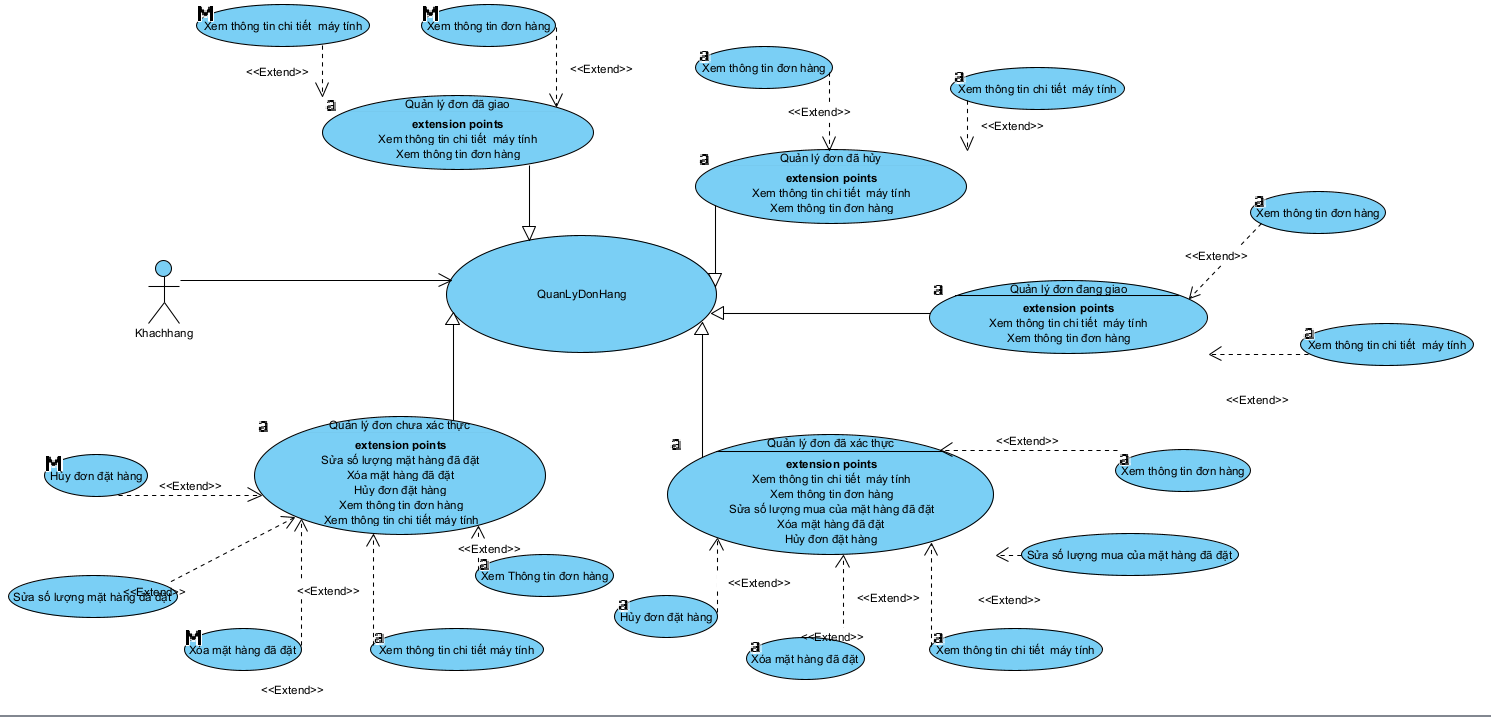 M
Xem thông tin chi tiết máy tính
<<Extend>>
M
Xem thông tin đơn hàng
<<Extend>>
a
Quản lý đơn đã giao
extension points
Xem thông tin chi tiết máy tính
Xem thông tin đơn hàng
a
Xem thông tin đơn hàng
<<Extend>>
a
Xem thông tin chi tiết máy tính
<<Extend>>
a
Quản lý đơn đã hủy
extension points
Xem thông tin chi tiết máy tính
Xem thông tin đơn hàng
a
Xem thông tin đơn hàng
<<Extend>>
Khachhang
QuanLyDonHang
a
Quản lý đơn đang giao
extension points
Xem thông tin chi tiết máy tính
Xem thông tin đơn hàng
a
Xem thông tin chi tiết máy tính
<<Extend>>
a
Quản lý đơn chưa xác thực
extension points
Sửa số lượng mặt hàng đã đặt
Xóa mặt hàng đã đặt
Hủy đơn đặt hàng
Xem thông tin đơn hàng
Xem thông tin chi tiết máy tính
M
Hủy đơn đặt hàng
<<Extend>>
Sửa số lượng mặt hàng đã đặt
<<Extend>>
M
Xóa mặt hàng đã đặt
<<Extend>>
a
Xem thông tin chi tiết máy tính
<<Extend>>
a
Xem Thông tin đơn hàng
<<Extend>>
a
Quản lý đơn đã xác thực
extension points
Xem thông tin chi tiết máy tính
Xem thông tin đơn hàng
Sửa số lượng mua của mặt hàng đã đặt
Xóa mặt hàng đã đặt
Hủy đơn đặt hàng
<<Extend>>
a
Xem thông tin đơn hàng
Sửa số lượng mua của mặt hàng đã đặt
<<Extend>>
a
Hủy đơn đặt hàng
<<Extend>>
a
Xóa mặt hàng đã đặt
<<Extend>>
a
Xem thông tin chi tiết máy tính
<<Extend>>